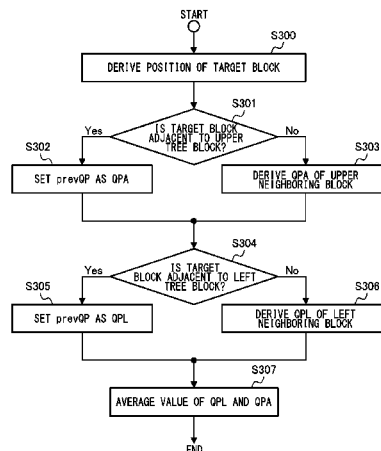 START
S300
DERIVE POSITION OF TARGET BLOCK
S301
IS TARGET BLOCK
ADJACENT TO UPPER
TREE BLOCK?
Yes
No
S302
SET prevQP AS QPA
S303
DERIVE QPA OF UPPER
NEIGHBORING BLOCK
S304
IS TARGET
BLOCK ADJACENT TO LEFT
TREE BLOCK?
Yes
No
S305
SET prevQP AS QPL
S306
DERIVE QPL OF LEFT
NEIGHBORING BLOCK
S307
AVERAGE VALUE OF QPL AND QPA
END